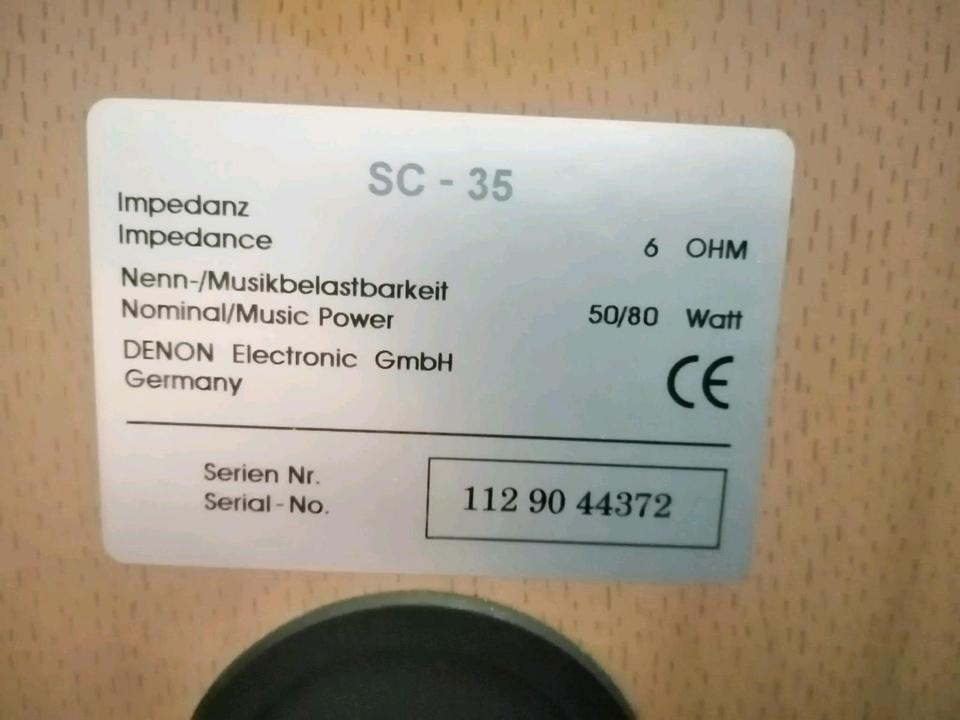 SC - 35
Impedanz
Impedance 6 OHM
Nenn-/Musikbelastbarkeit
Nominal/Music Power 50/80 Watt
DENON Electronic GmbH
Germany CE
Serien Nr.
Serial-No. 112 90 44372